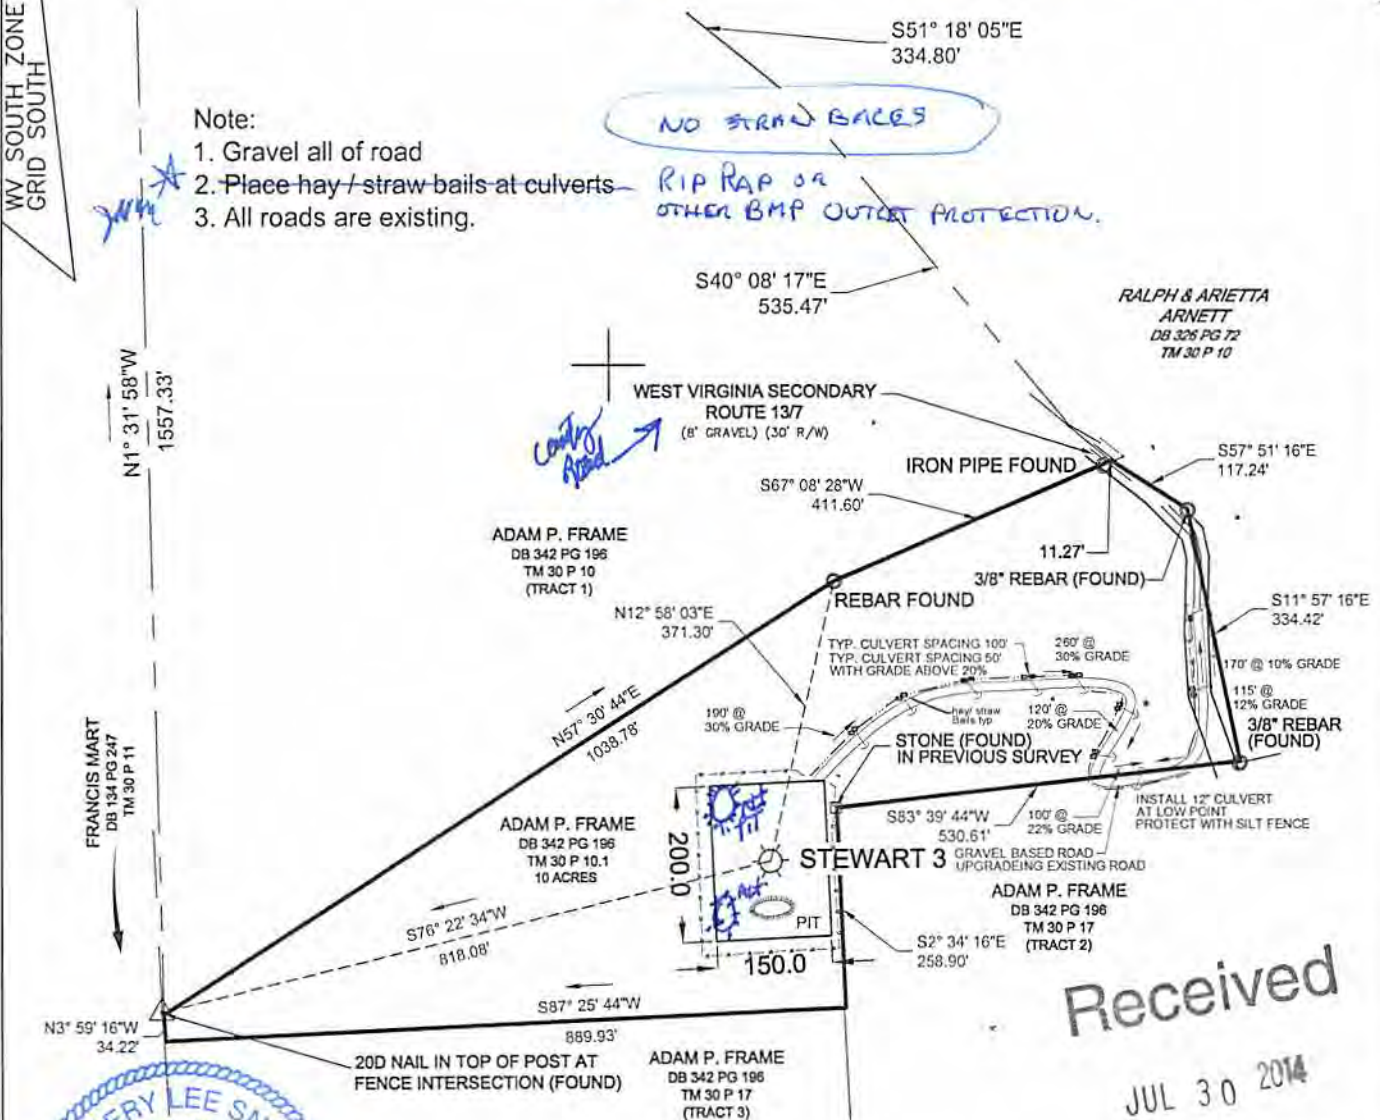 WV SOUTH ZONE
GRID SOUTH
S51° 18' 05"E
334.80'
Note:
1. Gravel all of road
2. Place hay / straw bails at culverts
3. All roads are existing.
NO STRAW BALES
RIP RAP OR
OTHER BMP OUTLET PROTECTION.
S40° 08' 17"E
535.47'
RALPH & ARIETTA
ARNETT
DB 326 PG 72
TM 30 P 10
N1° 31' 58"W
1557.33'
WEST VIRGINIA SECONDARY
ROUTE 13/7
(8' GRAVEL) (30' R/W)
County
Road
IRON PIPE FOUND
S57° 51' 16"E
117.24'
S67° 08' 28"W
411.60'
ADAM P. FRAME
DB 342 PG 196
TM 30 P 10
(TRACT 1)
11.27'
3/8" REBAR (FOUND)
REBAR FOUND
N12° 58' 03"E
371.30'
S11° 57' 16"E
334.42'
TYP. CULVERT SPACING 100'
TYP. CULVERT SPACING 50'
WITH GRADE ABOVE 20%
260' @
30% GRADE
170' @ 10% GRADE
115' @
12% GRADE
3/8" REBAR
(FOUND)
N57° 30' 44"E
1038.78'
190' @
30% GRADE
hay/ straw
Bails typ
120' @
20% GRADE
STONE (FOUND)
IN PREVIOUS SURVEY
FRANCIS MART
DB 134 PG 247
TM 30 P 11
S83° 39' 44"W
530.61'
100' @
22% GRADE
INSTALL 12" CULVERT
AT LOW POINT
PROTECT WITH SILT FENCE
ADAM P. FRAME
DB 342 PG 196
TM 30 P 10.1
10 ACRES
200.0
PIT
STEWART 3
GRAVEL BASED ROAD
UPGRADEING EXISTING ROAD
ADAM P. FRAME
DB 342 PG 196
TM 30 P 17
(TRACT 2)
S76° 22' 34"W
818.08'
PIT
150.0
S2° 34' 16"E
258.90'
S87° 25' 44"W
889.93'
N3° 59' 16"W
34.22'
20D NAIL IN TOP OF POST AT
FENCE INTERSECTION (FOUND)
ADAM P. FRAME
DB 342 PG 196
TM 30 P 17
(TRACT 3)
Received
JUL 30 2014
ERY LEE